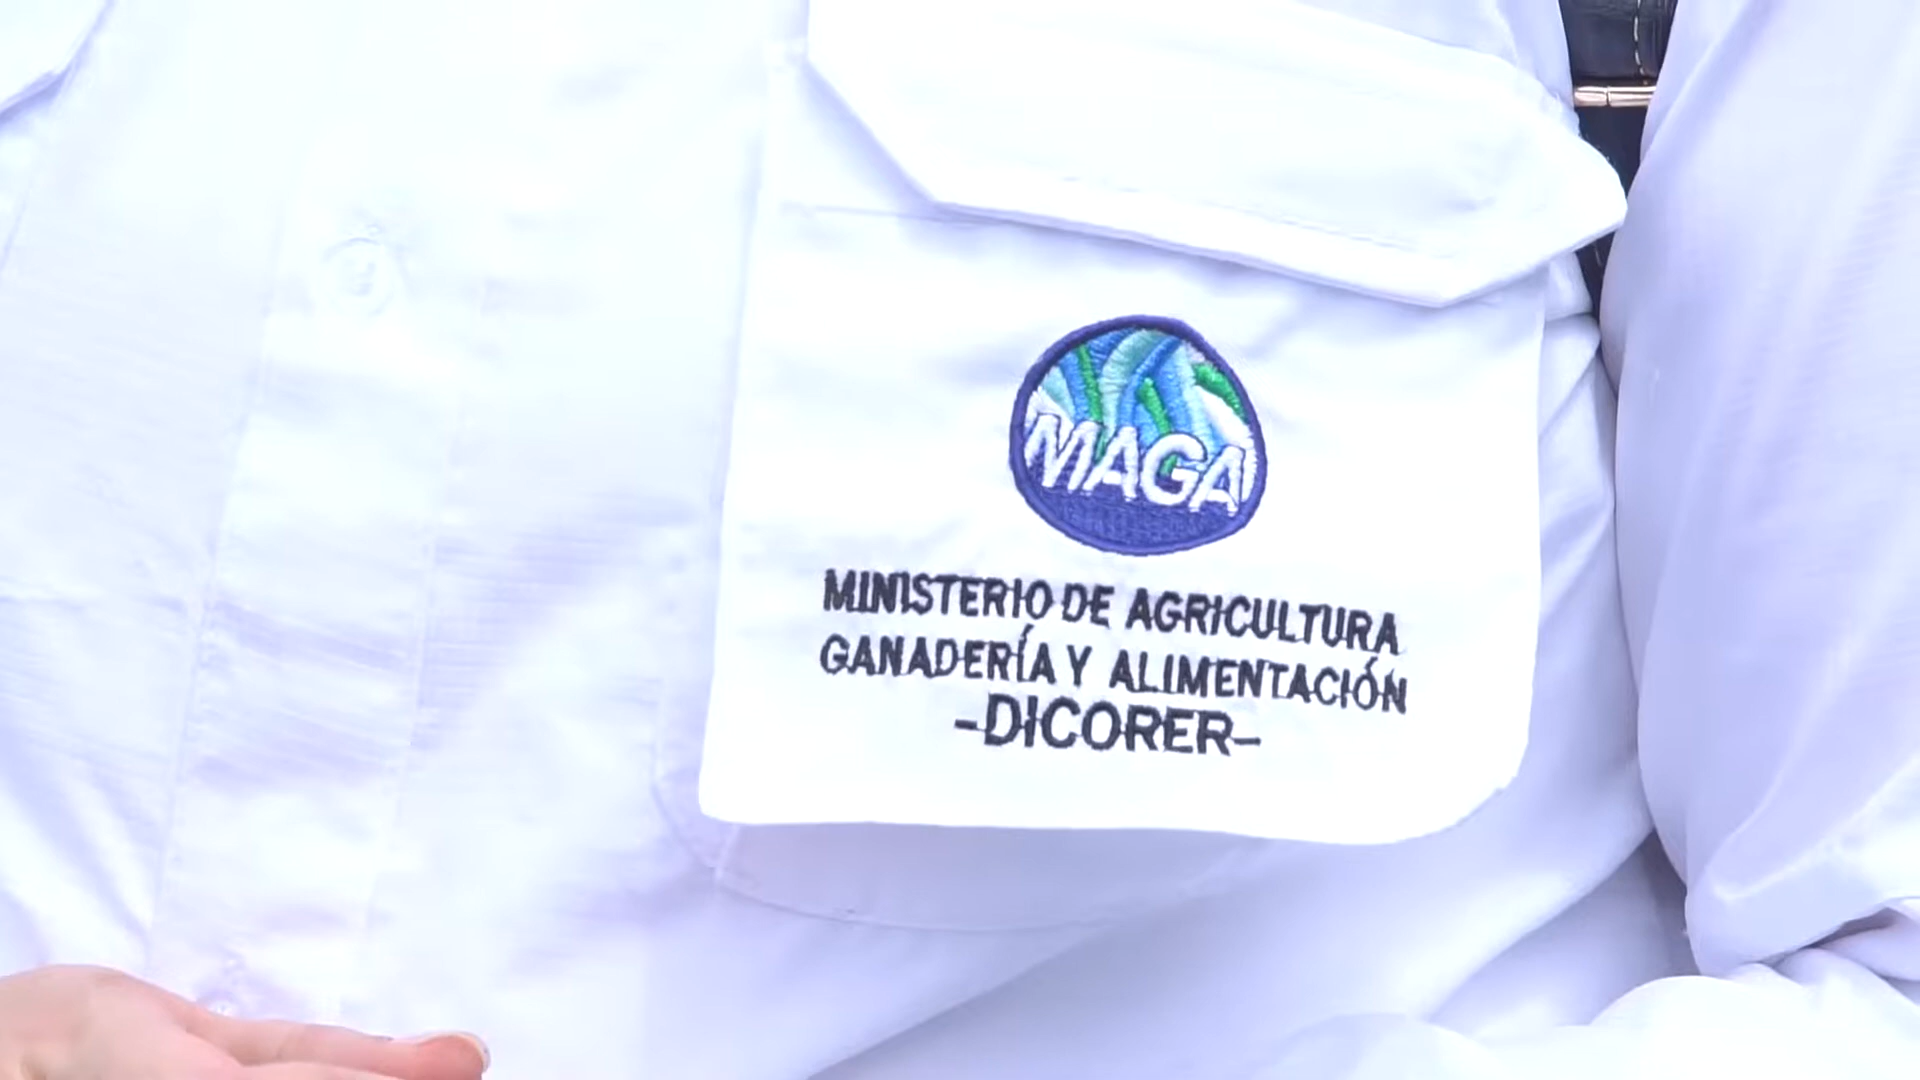 MAGA
MINISTERIO DE AGRICULTURA
GANADERÍA Y ALIMENTACIÓN
-DICORER-